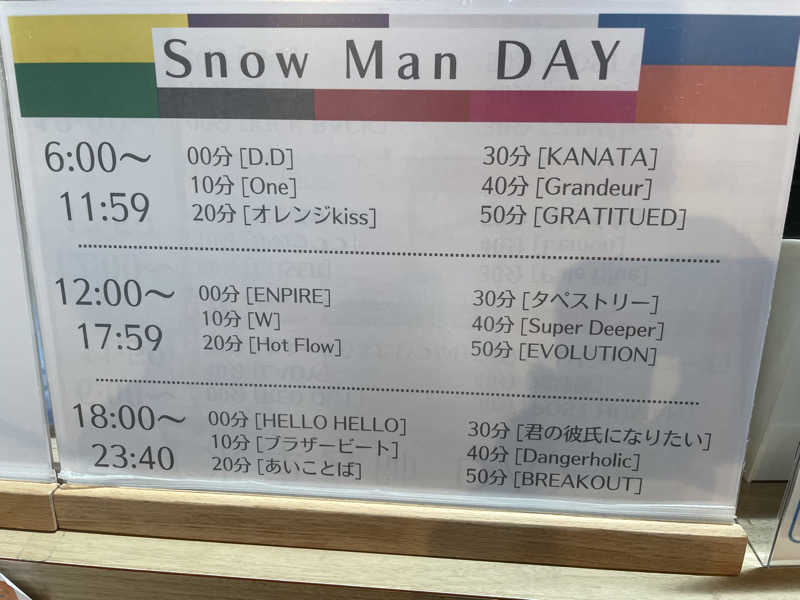 Snow Man DAY
6:00〜
11:59
00分 [D.D]
10分 [One]
20分 [オレンジkiss]
30分 [KANATA]
40分 [Grandeur]
50分 [GRATITUED]
12:00〜
17:59
00分 [ENPIRE]
10分 [W]
20分 [Hot Flow]
30分 [タペストリー]
40分 [Super Deeper]
50分 [EVOLUTION]
18:00〜
23:40
00分 [HELLO HELLO]
10分 [ブラザービート]
20分 [あいことば]
30分 [君の彼氏になりたい]
40分 [Dangerholic]
50分 [BREAKOUT]